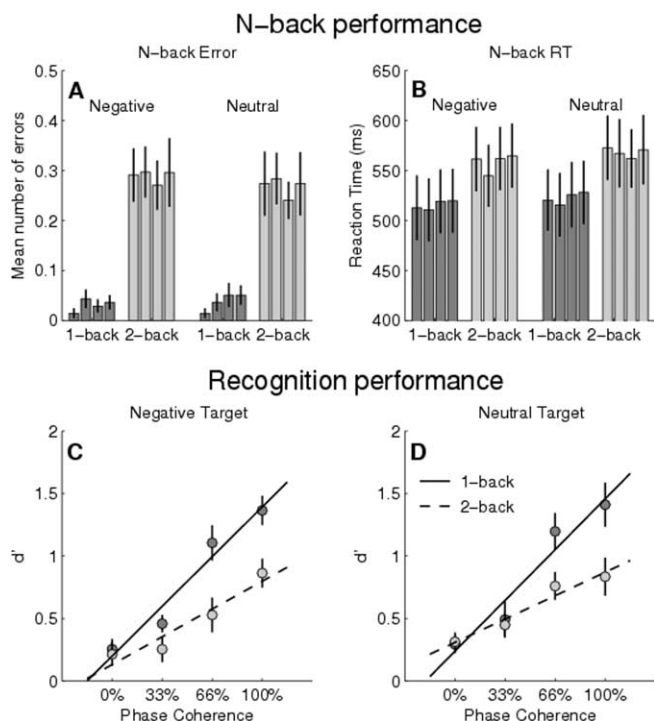 N−back performance
N−back Error
A
Negative
Neutral
Mean number of errors
0.5
0.4
0.3
0.2
0.1
0
1−back 2−back 1−back 2−back
N−back RT
B
Negative
Neutral
Reaction Time (ms)
650
600
550
500
450
400
1−back 2−back 1−back 2−back
Recognition performance
Negative Target
C
d'
2
1.5
1
0.5
0
0% 33% 66% 100%
Phase Coherence
Neutral Target
D
1−back
2−back
d'
2
1.5
1
0.5
0
0% 33% 66% 100%
Phase Coherence